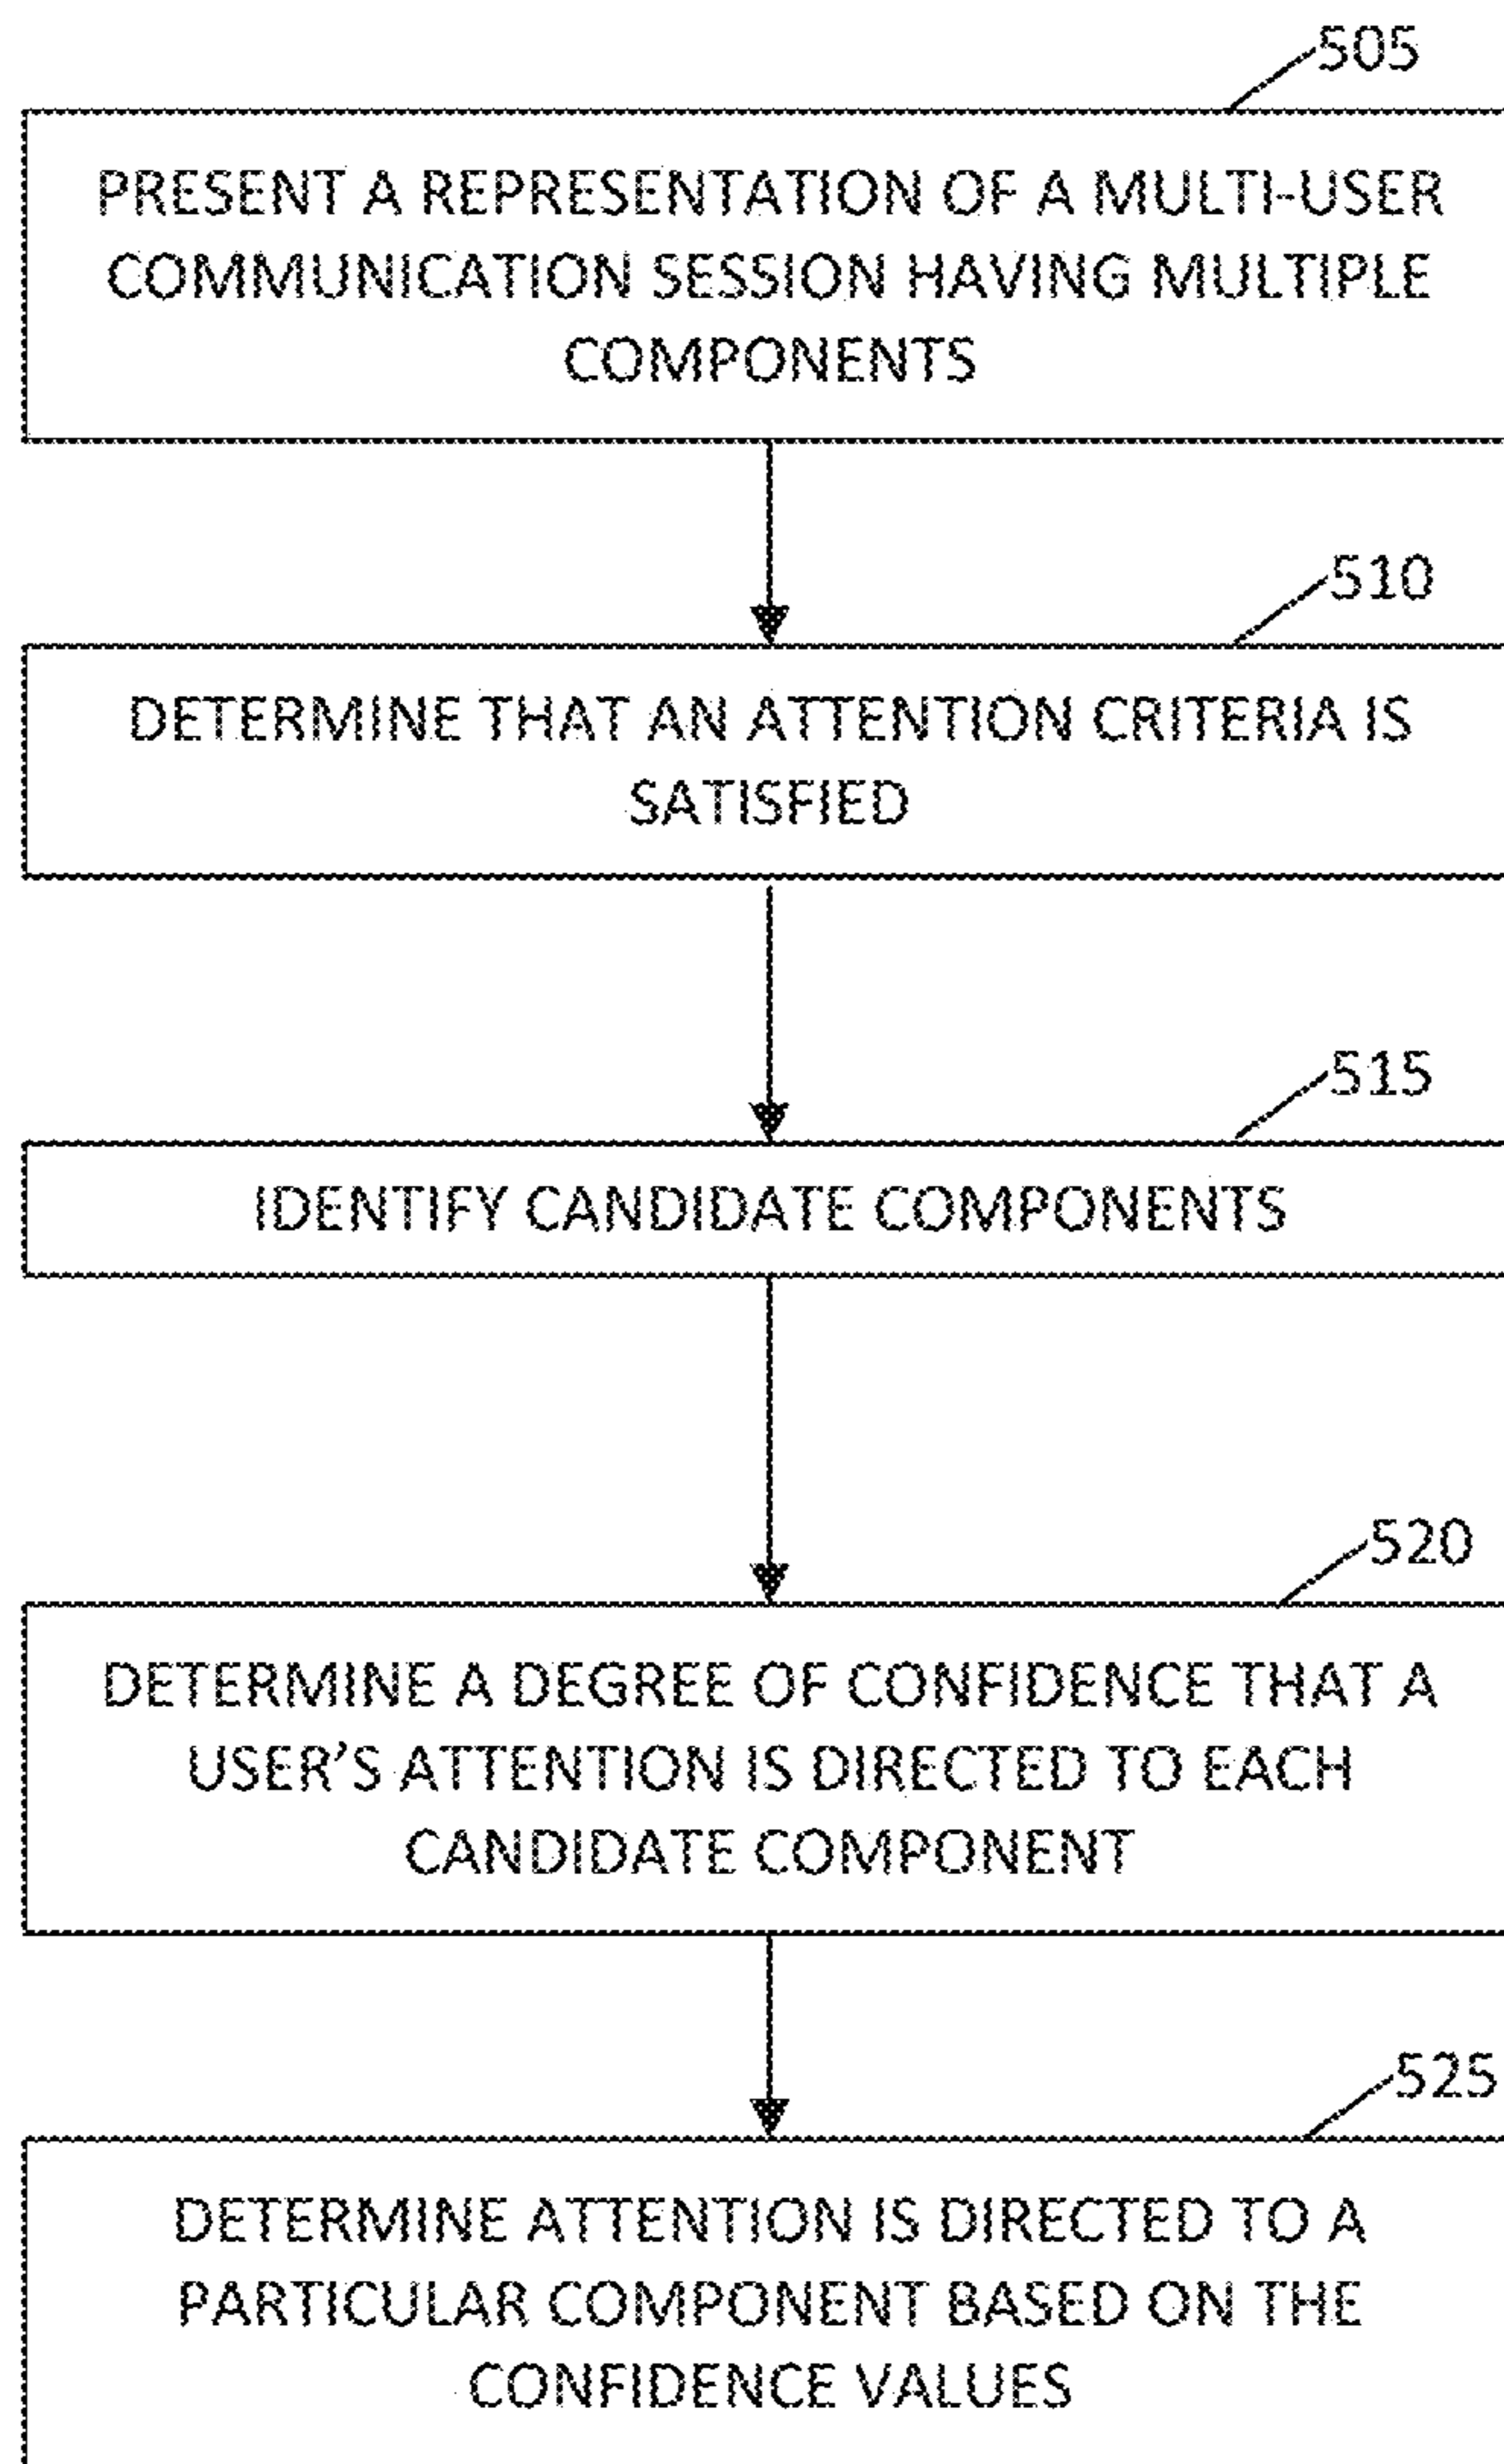 505
PRESENT A REPRESENTATION OF A MULTI-USER
COMMUNICATION SESSION HAVING MULTIPLE
COMPONENTS
510
DETERMINE THAT AN ATTENTION CRITERIA IS
SATISFIED
515
IDENTIFY CANDIDATE COMPONENTS
520
DETERMINE A DEGREE OF CONFIDENCE THAT A
USER'S ATTENTION IS DIRECTED TO EACH
CANDIDATE COMPONENT
525
DETERMINE ATTENTION IS DIRECTED TO A
PARTICULAR COMPONENT BASED ON THE
CONFIDENCE VALUES